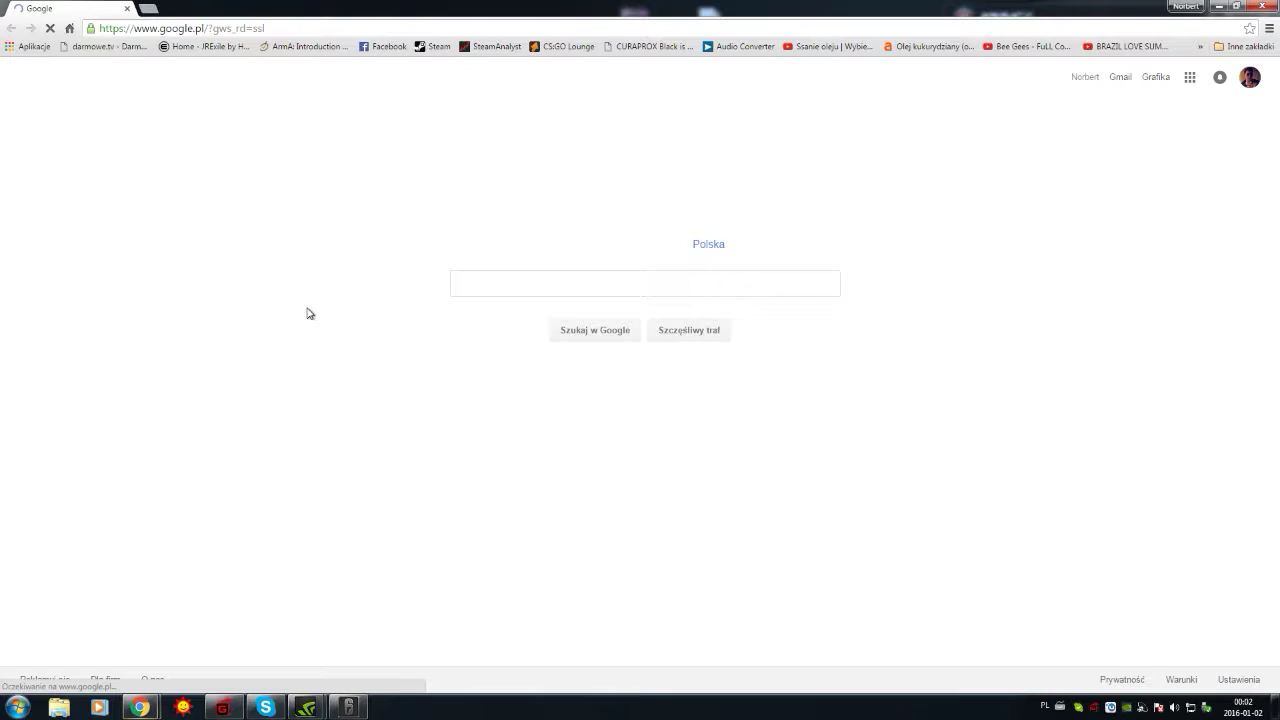 Google
Norbert
https://www.google.pl/?gws_rd=ssl
Aplikacje darmowe.tv - Darm... Home - JRExile by H... ArmA: Introduction ... Facebook Steam SteamAnalyst CS:GO Lounge CURAPROX Black is ... Audio Converter Ssanie oleju | Wybie... Olej kukurydziany (o... Bee Gees - FuLL Co... BRAZIL LOVE SUM... » Inne zakładki
Norbert Gmail Grafika
Polska
Szukaj w Google Szczęśliwy traf
Reklamuj się Dla firm O nas
Prywatność Warunki Ustawienia
Oczekiwanie na www.google.pl...
PL
00:02
2016-01-02